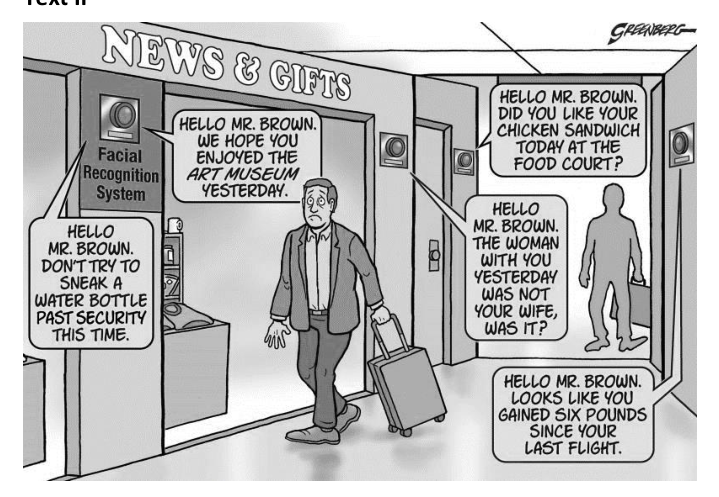 Text II
GREENBERG
NEWS & GIFTS
Facial
Recognition
System
HELLO MR. BROWN.
WE HOPE YOU
ENJOYED THE
ART MUSEUM
YESTERDAY.
HELLO MR. BROWN.
DID YOU LIKE YOUR
CHICKEN SANDWICH
TODAY AT THE
FOOD COURT?
HELLO
MR. BROWN.
DON'T TRY TO
SNEAK A
WATER BOTTLE
PAST SECURITY
THIS TIME.
HELLO
MR. BROWN.
THE WOMAN
WITH YOU
YESTERDAY
WAS NOT
YOUR WIFE,
WAS IT?
HELLO MR. BROWN.
LOOKS LIKE YOU
GAINED SIX POUNDS
SINCE YOUR
LAST FLIGHT.